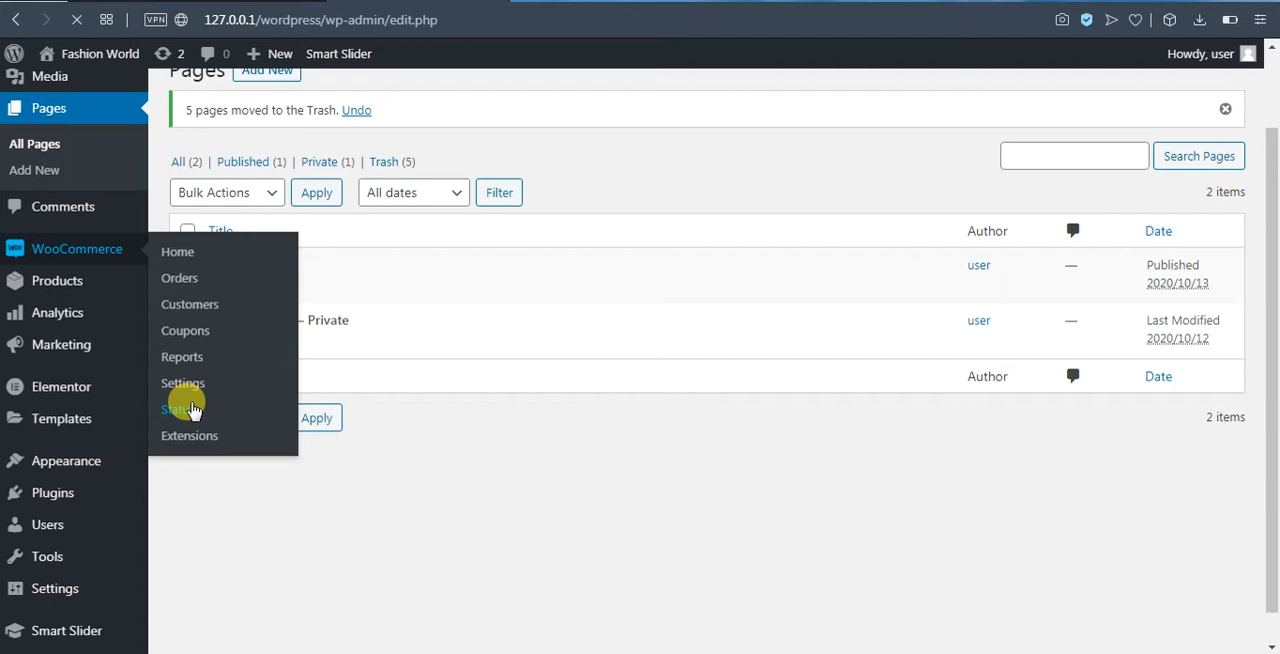 VPN 127.0.0.1/wordpress/wp-admin/edit.php
Fashion World 2 0 New Smart Slider Howdy, user
Media
Pages Add New
Pages
5 pages moved to the Trash. Undo
All Pages
Add New
All (2) | Published (1) | Private (1) | Trash (5)
Search Pages
Bulk Actions Apply All dates Filter
2 items
Comments
Title Author Date
WooCommerce
Home
Orders
Customers
Coupons
Reports
Settings
Extensions
user — Published
2020/10/13
– Private user — Last Modified
2020/10/12
Author Date
Apply 2 items
Products
Analytics
Marketing
Elementor
Templates
Appearance
Plugins
Users
Tools
Settings
Smart Slider